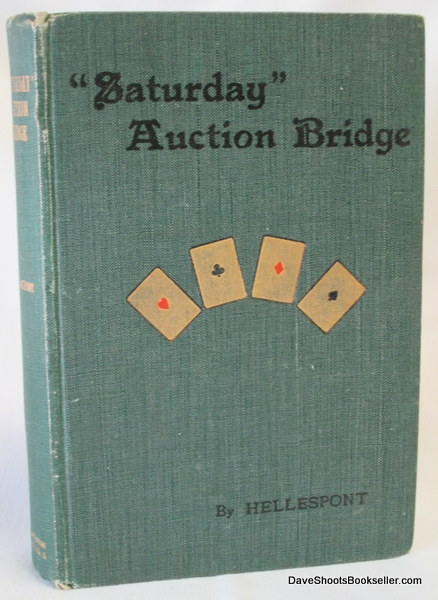 "Saturday"
Auction Bridge
By HELLESPONT
DaveShootsBookseller.com